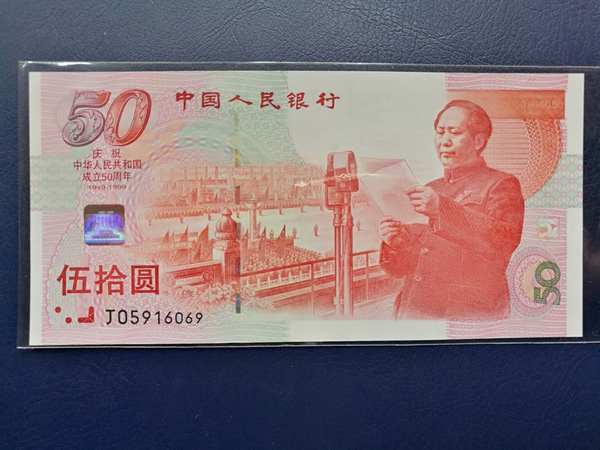 50
中国人民银行
庆祝
中华人民共和国
成立50周年
1949-1999
伍拾圆
J05916069
50